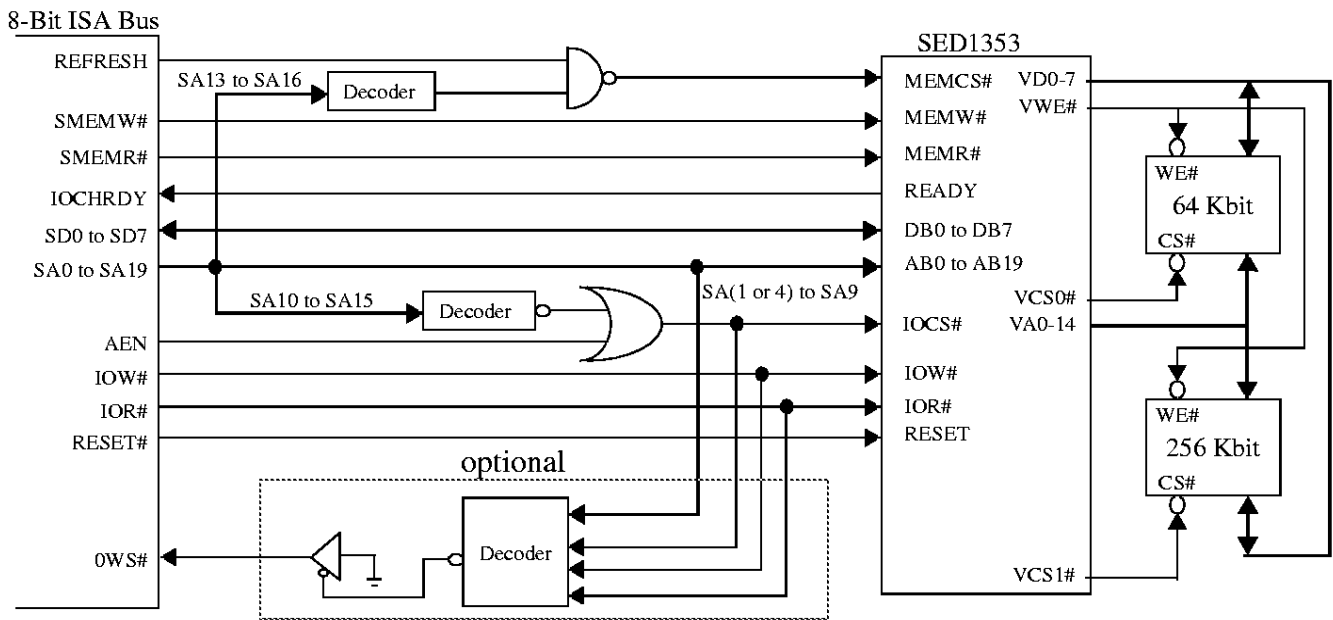 8-Bit ISA Bus
SED1353
REFRESH
SA13 to SA16
Decoder
MEMCS#
VD0-7
VWE#
SMEMW#
MEMW#
SMEMR#
MEMR#
WE#
64 Kbit
CS#
IOCHRDY
READY
SD0 to SD7
DB0 to DB7
SA0 to SA19
AB0 to AB19
SA10 to SA15
Decoder
SA(1 or 4) to SA9
VCS0#
IOCS#
VA0-14
AEN
IOW#
IOW#
IOR#
IOR#
WE#
256 Kbit
CS#
RESET#
RESET
optional
0WS#
Decoder
VCS1#